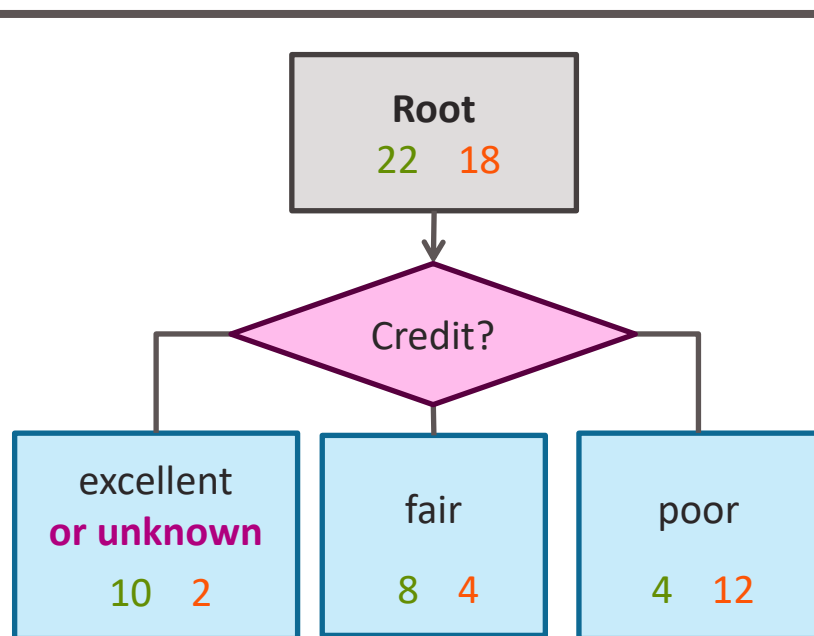 Root
22 18
Credit?
excellent
or unknown
10 2
fair
8 4
poor
4 12